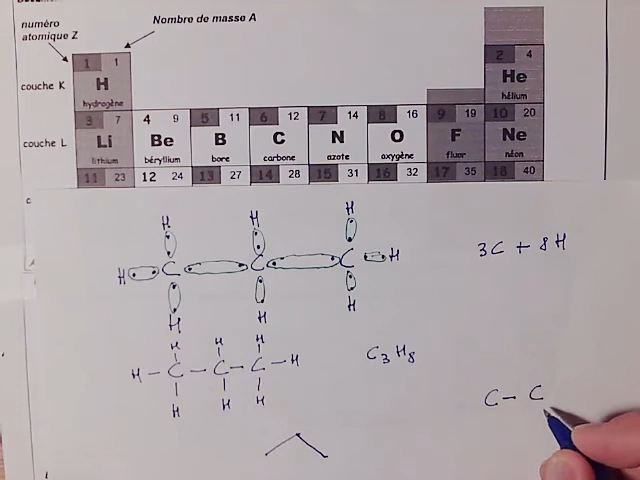 numéro
atomique Z
Nombre de masse A
couche K
1 1
H
hydrogène
2 4
He
hélium
couche L
3 7
Li
lithium
4 9
Be
béryllium
5 11
B
bore
6 12
C
carbone
7 14
N
azote
8 16
O
oxygène
9 19
F
fluor
10 20
Ne
néon
11 23
12 24
13 27
14 28
15 31
16 32
17 35
18 40
H H H
H C C C H
H H H
3C + 8H
H H H
H - C - C - C - H
H H H
C3H8
C - C